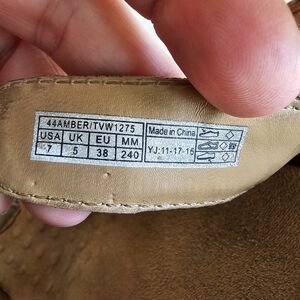 44AMBER/TVW1275
USA UK EU MM
7 5 38 240
Made in China
YJ:11-17-15